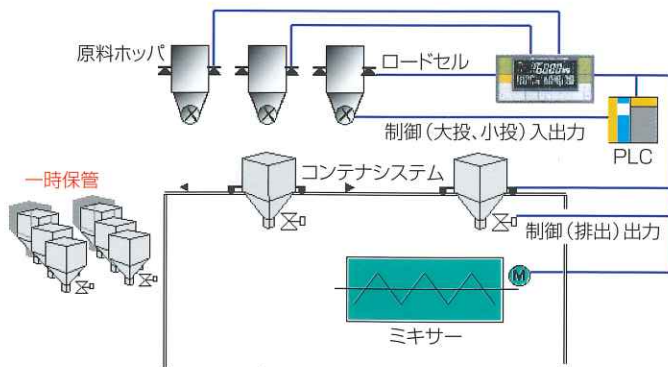 原料ホッパ
ロードセル
制御(大投、小投)入出力
PLC
コンテナシステム
一時保管
制御(排出)出力
M
ミキサー